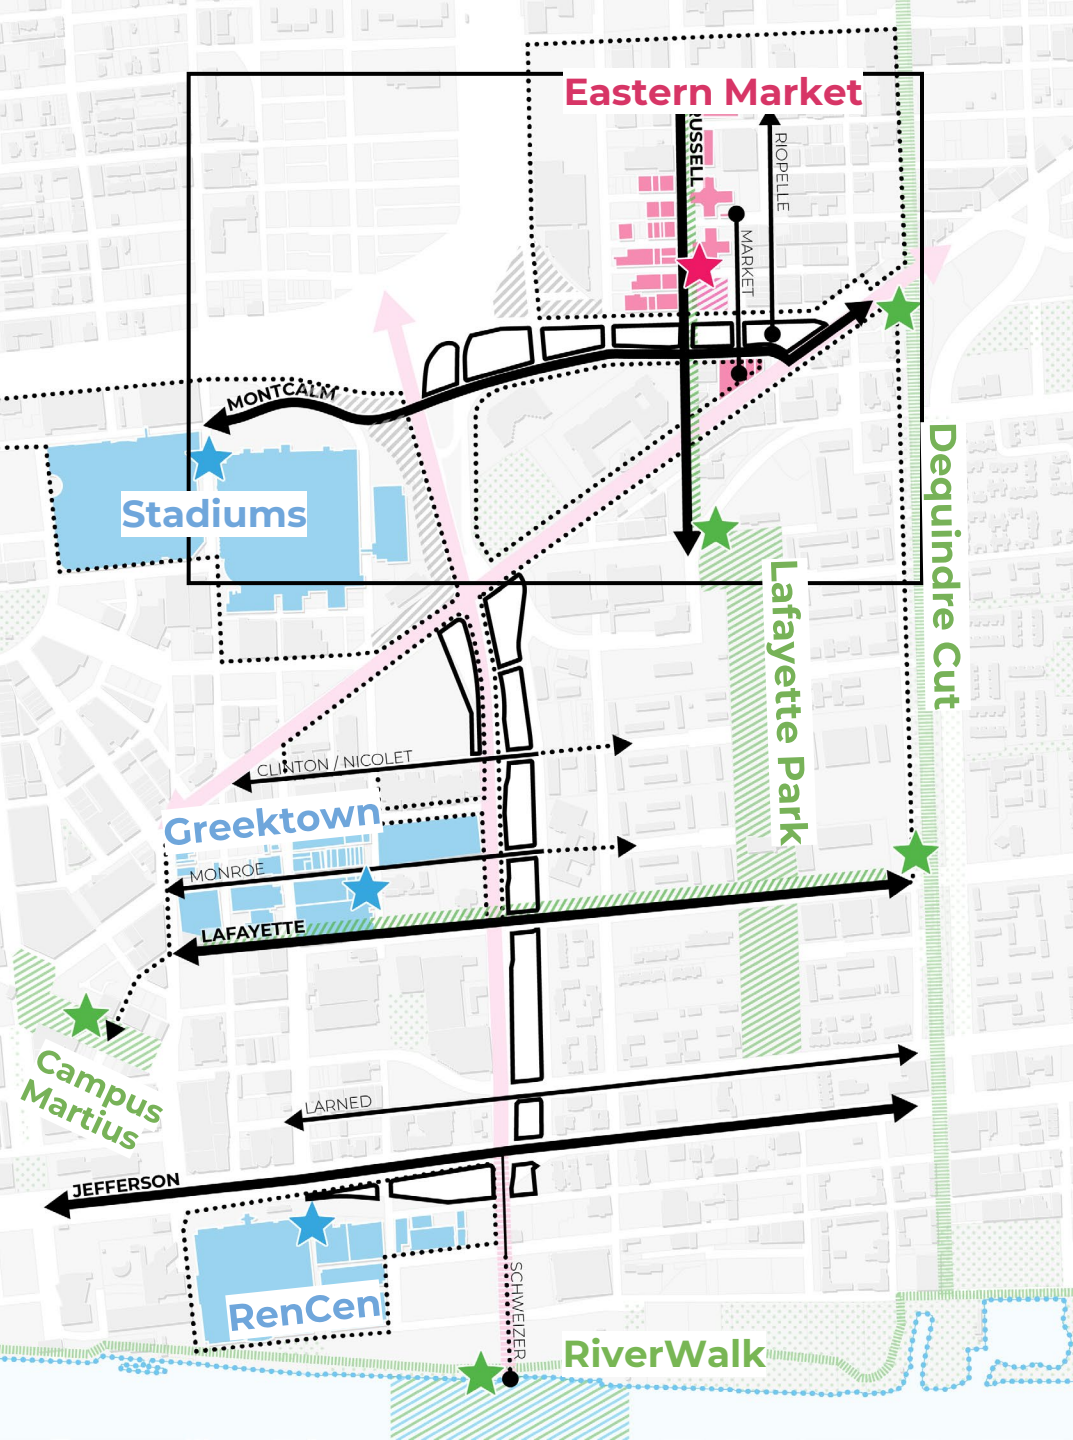 Eastern Market
RUSSELL
RIOPELLE
MARKET
MONTCALM
Stadiums
Dequindre Cut
Lafayette Park
CLINTON / NICOLET
Greektown
MONROE
LAFAYETTE
Campus
Martius
LARNED
JEFFERSON
RenCen
SCHWEIZER
RiverWalk